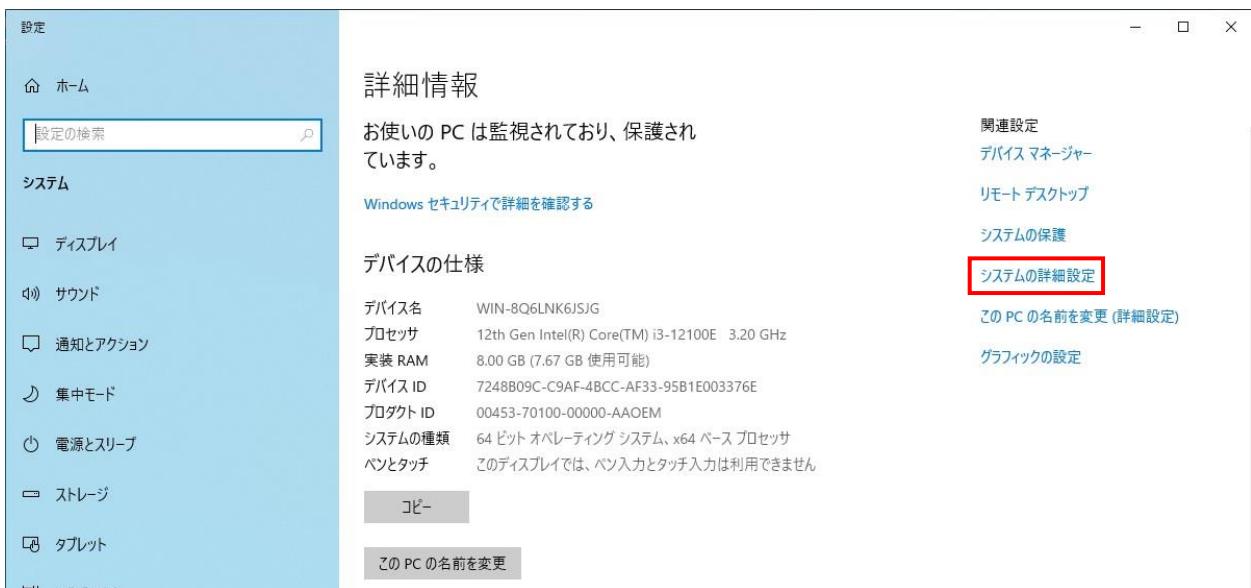 設定
ホーム
設定の検索
システム
ディスプレイ
サウンド
通知とアクション
集中モード
電源とスリープ
ストレージ
タブレット
詳細情報
お使いの PC は監視されており、保護され
ています。
Windows セキュリティで詳細を確認する
デバイスの仕様
デバイス名 WIN-8Q6LNK6JSJG
プロセッサ 12th Gen Intel(R) Core(TM) i3-12100E 3.20 GHz
実装 RAM 8.00 GB (7.67 GB 使用可能)
デバイス ID 7248B09C-C9AF-4BCC-AF33-95B1E003376E
プロダクト ID 00453-70100-00000-AAOEM
システムの種類 64 ビット オペレーティング システム、x64 ベース プロセッサ
ペンとタッチ このディスプレイでは、ペン入力とタッチ入力は利用できません
コピー
この PC の名前を変更
関連設定
デバイス マネージャー
リモート デスクトップ
システムの保護
システムの詳細設定
この PC の名前を変更 (詳細設定)
グラフィックの設定